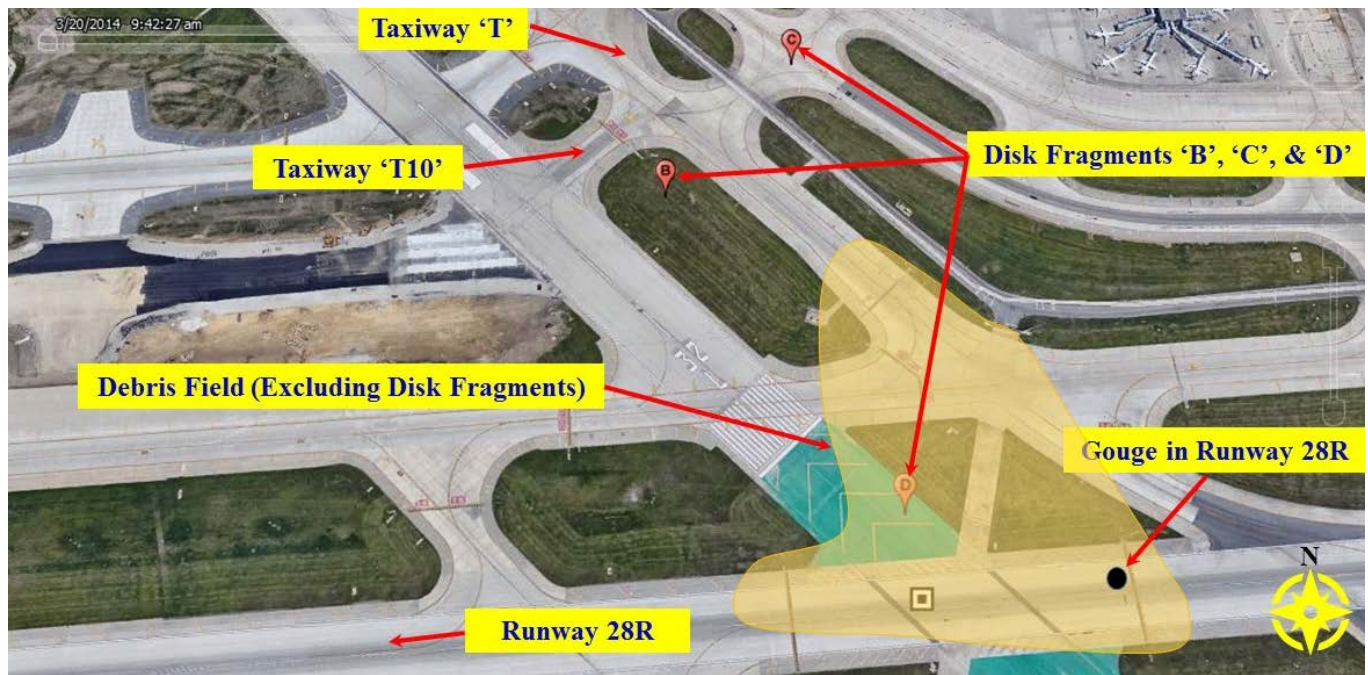 3/20/2014 9:42:27 am
Taxiway ‘T’
C
Taxiway ‘T10’
B
Disk Fragments ‘B’, ‘C’, & ‘D’
Debris Field (Excluding Disk Fragments)
D
Gouge in Runway 28R
N
Runway 28R